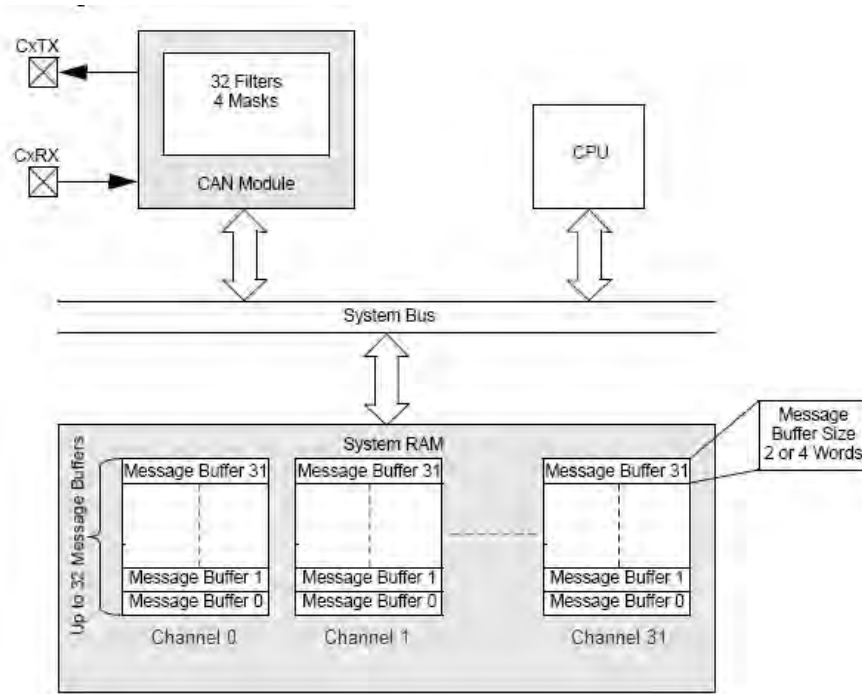 CxTX
32 Filters
4 Masks
CxRX
CAN Module
CPU
System Bus
System RAM
Message
Buffer Size
2 or 4 Words
Up to 32 Message Buffers
Message Buffer 31
Message Buffer 1
Message Buffer 0
Channel 0
Message Buffer 31
Message Buffer 1
Message Buffer 0
Channel 1
Message Buffer 31
Message Buffer 1
Message Buffer 0
Channel 31